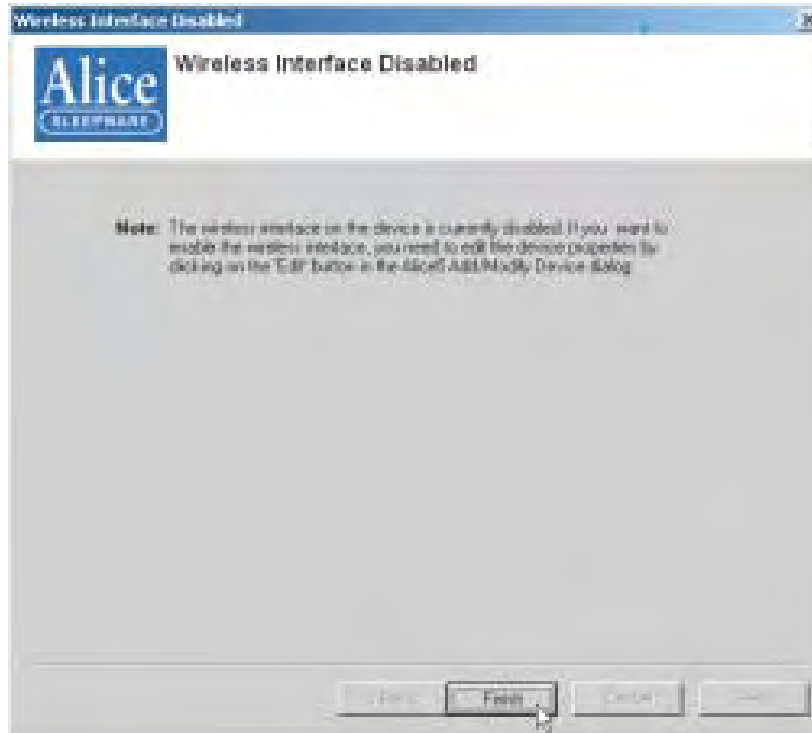 Wireless Interface Disabled
Alice
SLEEPWARE
Wireless Interface Disabled
Note: The wireless interface on the device is currently disabled. If you want to
enable the wireless interface, you need to edit the device properties by
clicking on the 'Edit' button in the Alice5 Add/Modify Device dialog.
Finish
Cancel